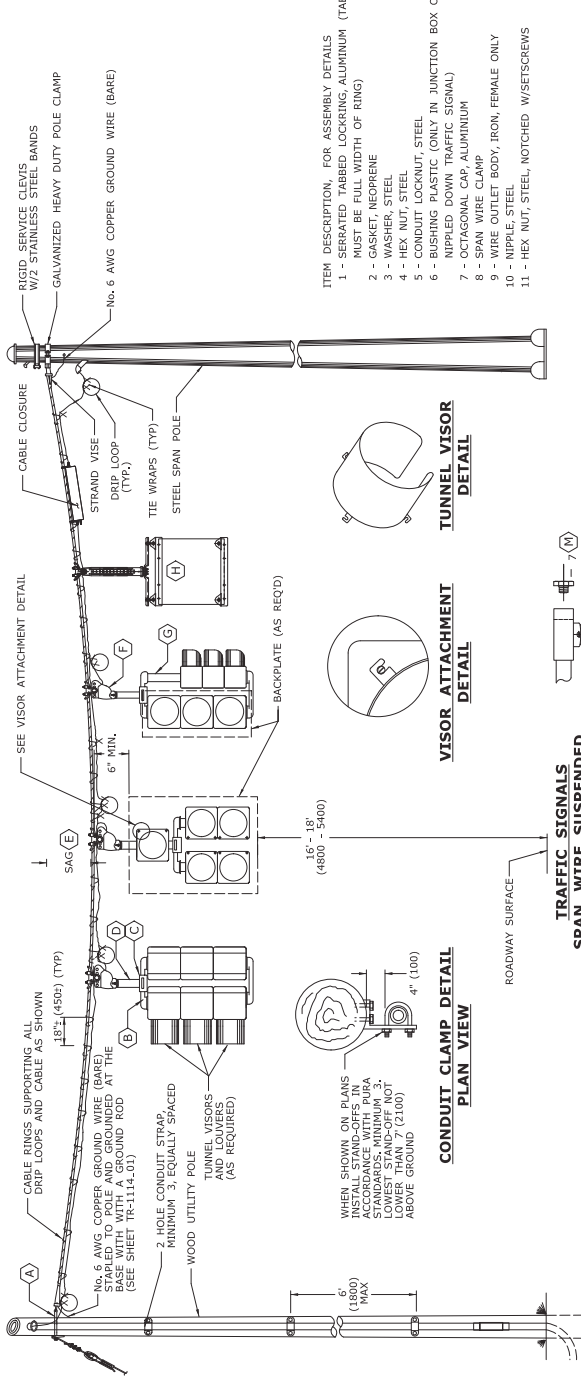 CABLE RINGS SUPPORTING ALL
DRIP LOOPS AND CABLE AS SHOWN
A
No. 6 AWG COPPER GROUND WIRE (BARE)
STAPLED TO POLE AND GROUNDED AT THE
BASE WITH WITH A GROUND ROD
(SEE SHEET TR-1114.01)
18"± (450±) (TYP)
2 HOLE CONDUIT STRAP,
MINIMUM 3, EQUALLY SPACED
TUNNEL VISORS
AND LOUVERS
(AS REQUIRED)
WOOD UTILITY POLE
B
C
D
SAG
E
SEE VISOR ATTACHMENT DETAIL
6" MIN.
F
G
H
BACKPLATE (AS REQ'D)
16' - 18'
(4800 - 5400)
CABLE CLOSURE
STRAND VISE
DRIP LOOP
(TYP.)
TIE WRAPS (TYP)
STEEL SPAN POLE
RIGID SERVICE CLEVIS
W/2 STAINLESS STEEL BANDS
GALVANIZED HEAVY DUTY POLE CLAMP
No. 6 AWG COPPER GROUND WIRE (BARE)
6'
(1800)
MAX
WHEN SHOWN ON PLANS
INSTALL STAND-OFFS IN
ACCORDANCE WITH PURA
STANDARDS. MINIMUM 3.
LOWEST STAND-OFF NOT
LOWER THAN 7' (2100)
ABOVE GROUND
4" (100)
CONDUIT CLAMP DETAIL
PLAN VIEW
ROADWAY SURFACE
VISOR ATTACHMENT
DETAIL
TUNNEL VISOR
DETAIL
TRAFFIC SIGNALS
SPAN WIRE SUSPENDED
7
M
ITEM DESCRIPTION, FOR ASSEMBLY DETAILS
1 - SERRATED TABBED LOCKRING, ALUMINUM
MUST BE FULL WIDTH OF RING)
2 - GASKET, NEOPRENE
3 - WASHER, STEEL
4 - HEX NUT, STEEL
5 - CONDUIT LOCKNUT, STEEL
6 - BUSHING PLASTIC (ONLY IN JUNCTION BOX
NIPPLED DOWN TRAFFIC SIGNAL)
7 - OCTAGONAL CAP, ALUMINIUM
8 - SPAN WIRE CLAMP
9 - WIRE OUTLET BODY, IRON, FEMALE ONLY
10 - NIPPLE, STEEL
11 - HEX NUT, STEEL, NOTCHED W/SETSCREWS